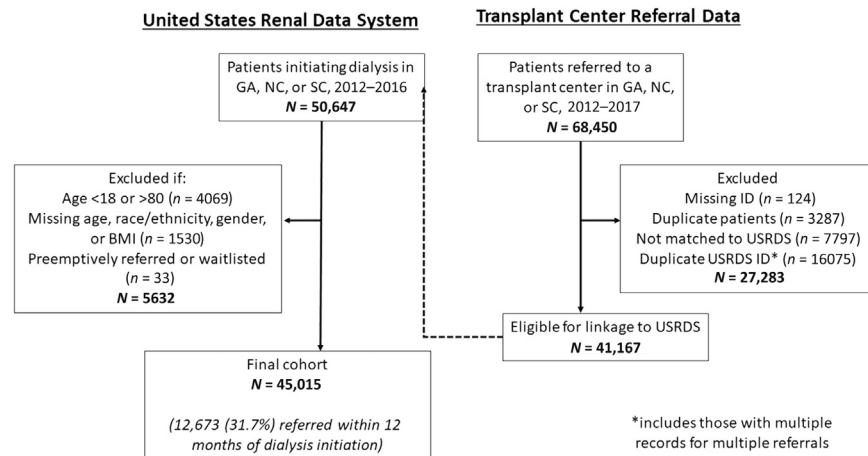 United States Renal Data System
Patients initiating dialysis in
GA, NC, or SC, 2012–2016
N = 50,647
Excluded if:
Age <18 or >80 (n = 4069)
Missing age, race/ethnicity, gender,
or BMI (n = 1530)
Preemptively referred or waitlisted
(n = 33)
N = 5632
Final cohort
N = 45,015
(12,673 (31.7%) referred within 12
months of dialysis initiation)
Transplant Center Referral Data
Patients referred to a
transplant center in GA, NC,
or SC, 2012–2017
N = 68,450
Excluded
Missing ID (n = 124)
Duplicate patients (n = 3287)
Not matched to USRDS (n = 7797)
Duplicate USRDS ID* (n = 16075)
N = 27,283
Eligible for linkage to USRDS
N = 41,167
*includes those with multiple
records for multiple referrals